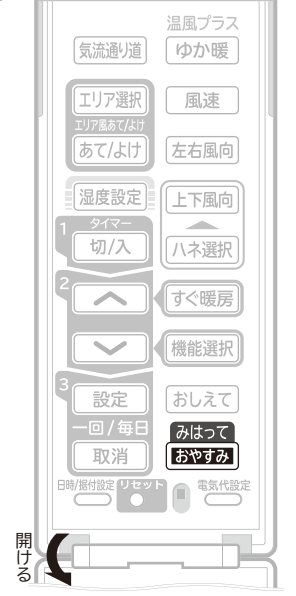 温風プラス
気流通り道
ゆか暖
エリア選択
風速
エリア風あて/よけ
あて/よけ
左右風向
湿度設定
上下風向
1
タイマー
切/入
ハネ選択
2
すぐ暖房
機能選択
3
設定
おしえて
一回/毎日
みはって
取消
おやすみ
日時/据付設定
リセット
電気代設定
開ける